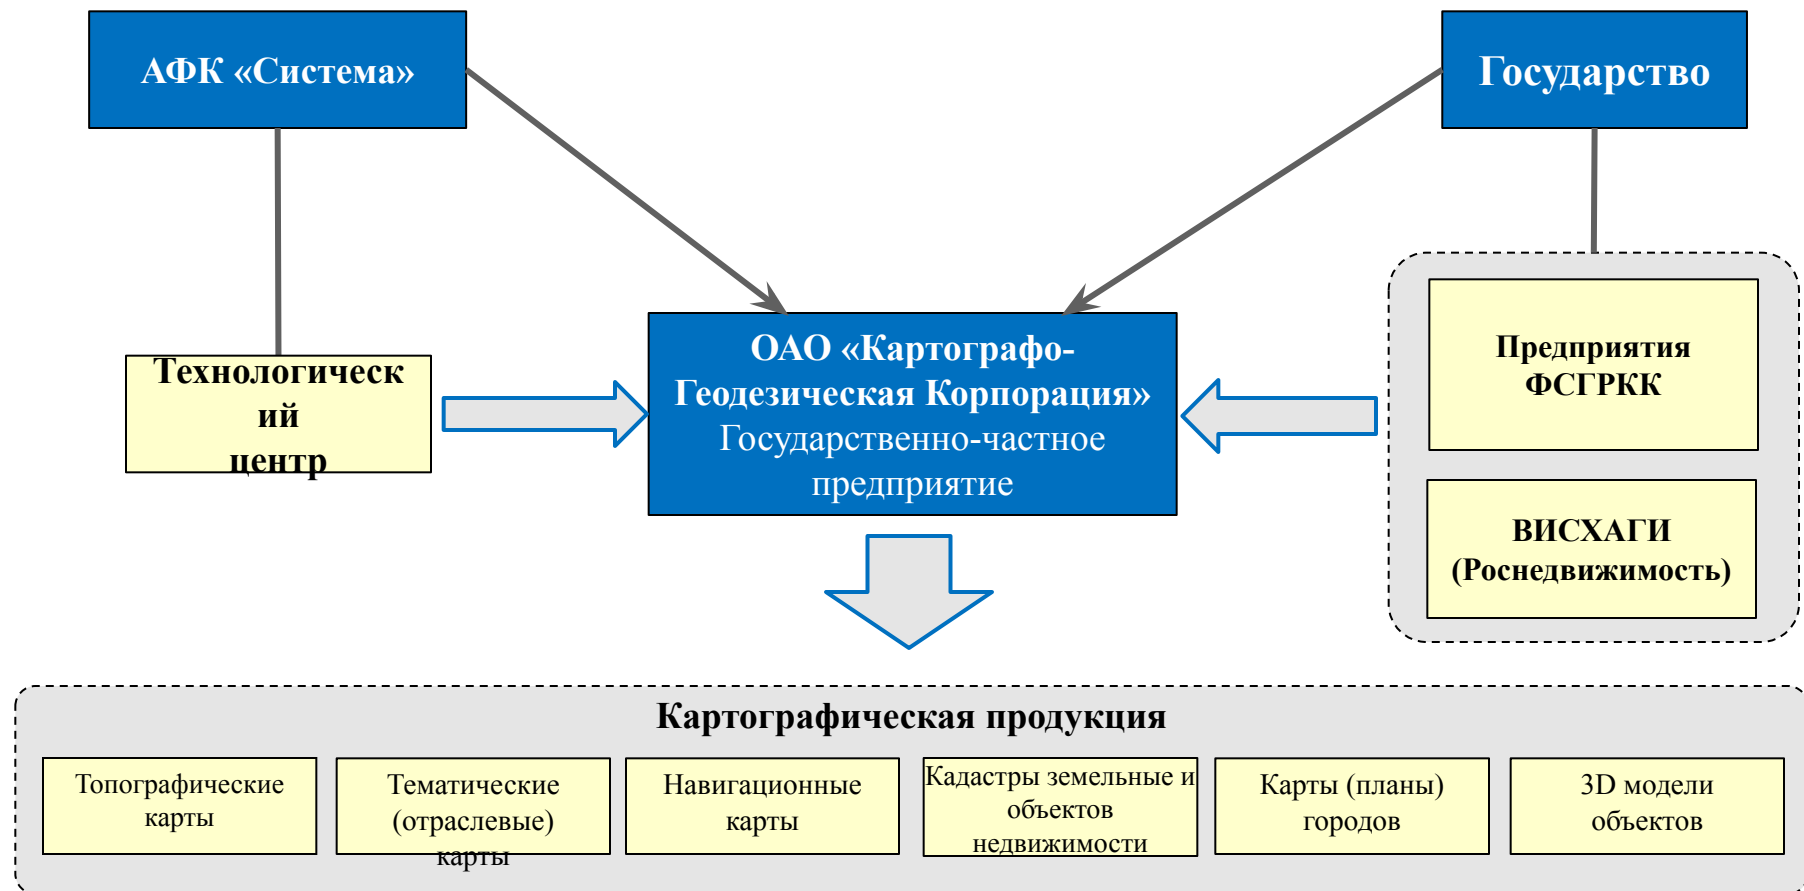 АФК «Система»
Государство
Технологическ
ий
центр
ОАО «Картографо-
Геодезическая Корпорация»
Государственно-частное
предприятие
Предприятия
ФСГРКК
ВИСХАГИ
(Роснедвижимость)
Картографическая продукция
Топографические
карты
Тематические
(отраслевые)
карты
Навигационные
карты
Кадастры земельные и
объектов
недвижимости
Карты (планы)
городов
3D модели
объектов